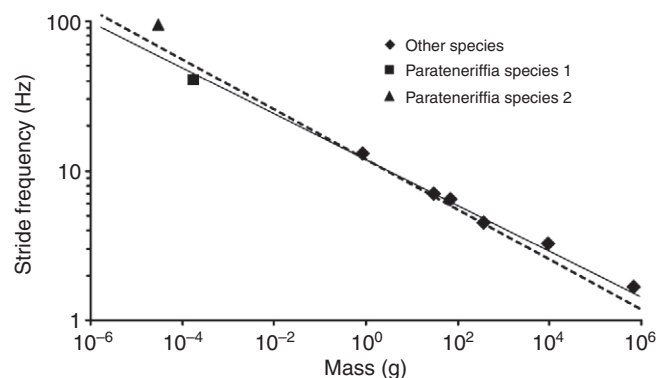 100
10
1
Stride frequency (Hz)
Other species
Parateneriffia species 1
Parateneriffia species 2
10⁻⁶ 10⁻⁴ 10⁻² 10⁰ 10² 10⁴ 10⁶
Mass (g)